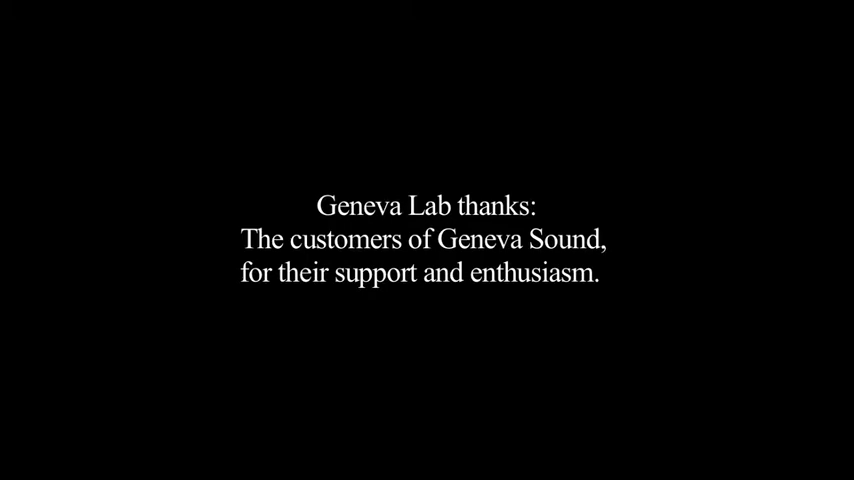 Geneva Lab thanks:
The customers of Geneva Sound,
for their support and enthusiasm.